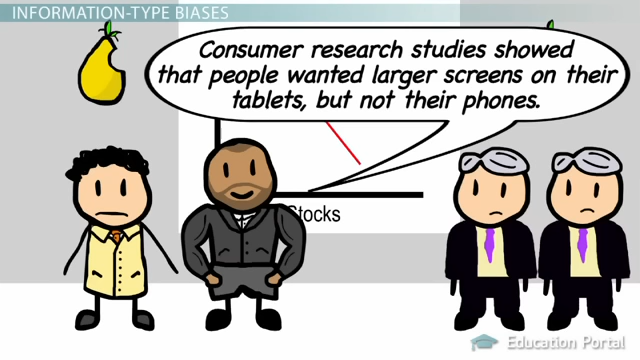 INFORMATION-TYPE BIASES
Consumer research studies showed
that people wanted larger screens on their
tablets, but not their phones.
Stocks
Education Portal